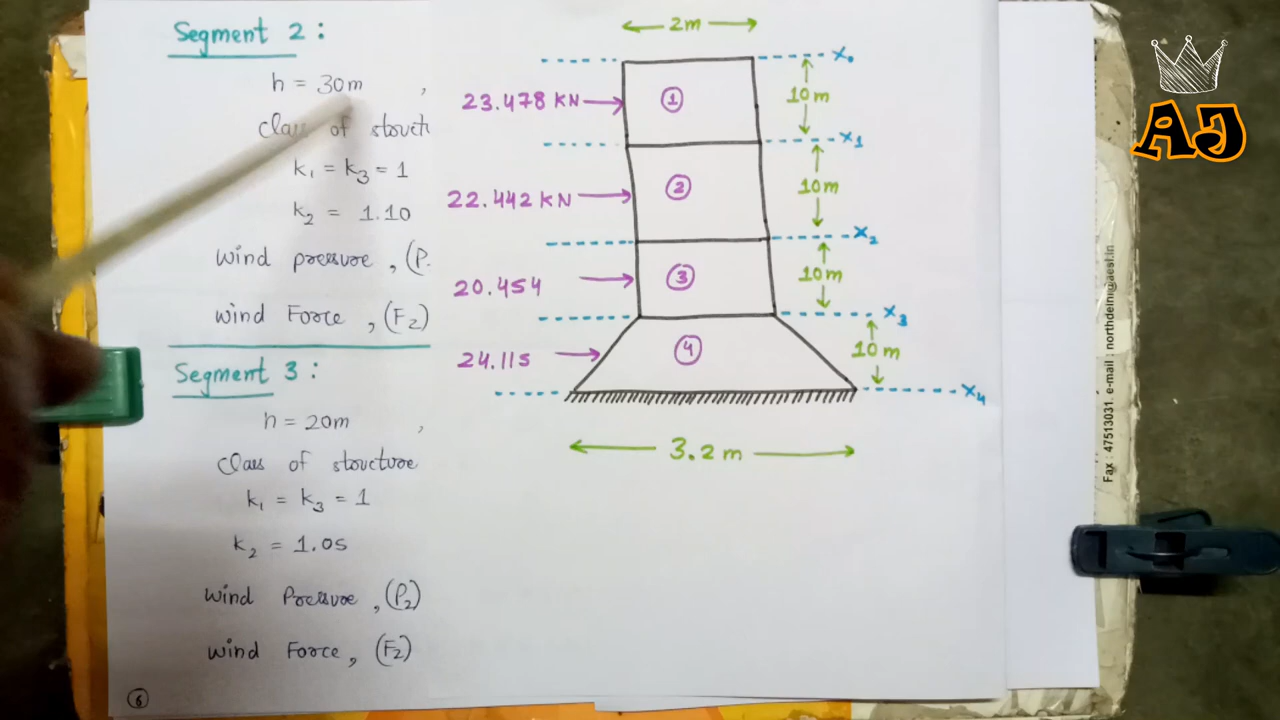 Segment 2 :
h = 30m ,
class of struct
k₁ = k₃ = 1
k₂ = 1.10
wind pressure , (P.
wind Force , (F₂)
Segment 3 :
h = 20m ,
Class of structure
k₁ = k₃ = 1
k₂ = 1.05
wind Pressure , (P₂)
wind Force , (F₂)
6
2m
x₀
23.478 KN
1
10m
x₁
22.442 KN
2
10m
x₂
20.454
3
10m
x₃
24.115
4
10m
x₄
3.2 m
AJ
Fax : 47513031. e-mail : northdelhi@aesl.in